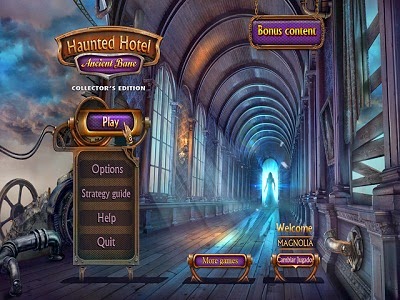 Haunted Hotel
Ancient Bane
COLLECTOR'S EDITION
Bonus content
Play
Options
Strategy guide
Help
Quit
Welcome
MAGNOLIA
More games
Cambiar Jugador